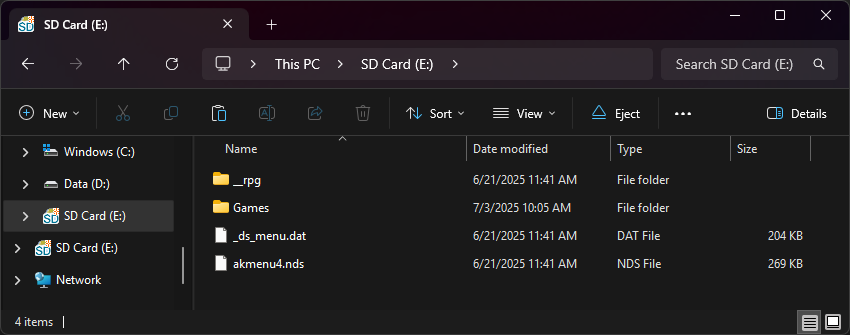 SD Card (E:)
This PC
SD Card (E:)
Search SD Card (E:)
New
Sort
View
Eject
Details
Windows (C:)
Data (D:)
SD Card (E:)
SD Card (E:)
Network
Name Date modified Type Size
__rpg 6/21/2025 11:41 AM File folder
Games 7/3/2025 10:05 AM File folder
_ds_menu.dat 6/21/2025 11:41 AM DAT File 204 KB
akmenu4.nds 6/21/2025 11:41 AM NDS File 269 KB
4 items